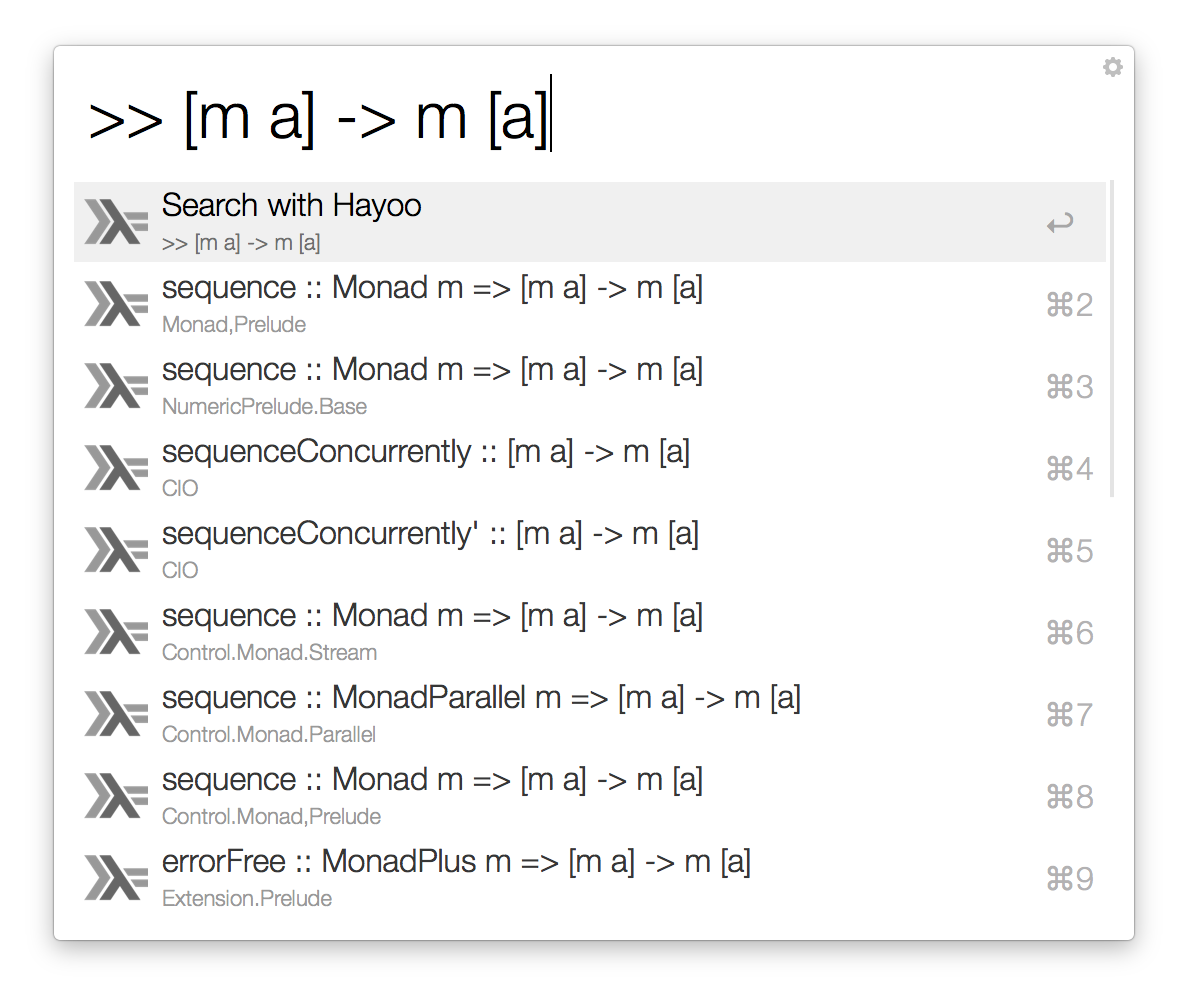 >> [m a] -> m [a]
Search with Hayoo
>> [m a] -> m [a]
sequence :: Monad m => [m a] -> m [a]
Monad,Prelude
⌘2
sequence :: Monad m => [m a] -> m [a]
NumericPrelude.Base
⌘3
sequenceConcurrently :: [m a] -> m [a]
CIO
⌘4
sequenceConcurrently' :: [m a] -> m [a]
CIO
⌘5
sequence :: Monad m => [m a] -> m [a]
Control.Monad.Stream
⌘6
sequence :: MonadParallel m => [m a] -> m [a]
Control.Monad.Parallel
⌘7
sequence :: Monad m => [m a] -> m [a]
Control.Monad,Prelude
⌘8
errorFree :: MonadPlus m => [m a] -> m [a]
Extension.Prelude
⌘9